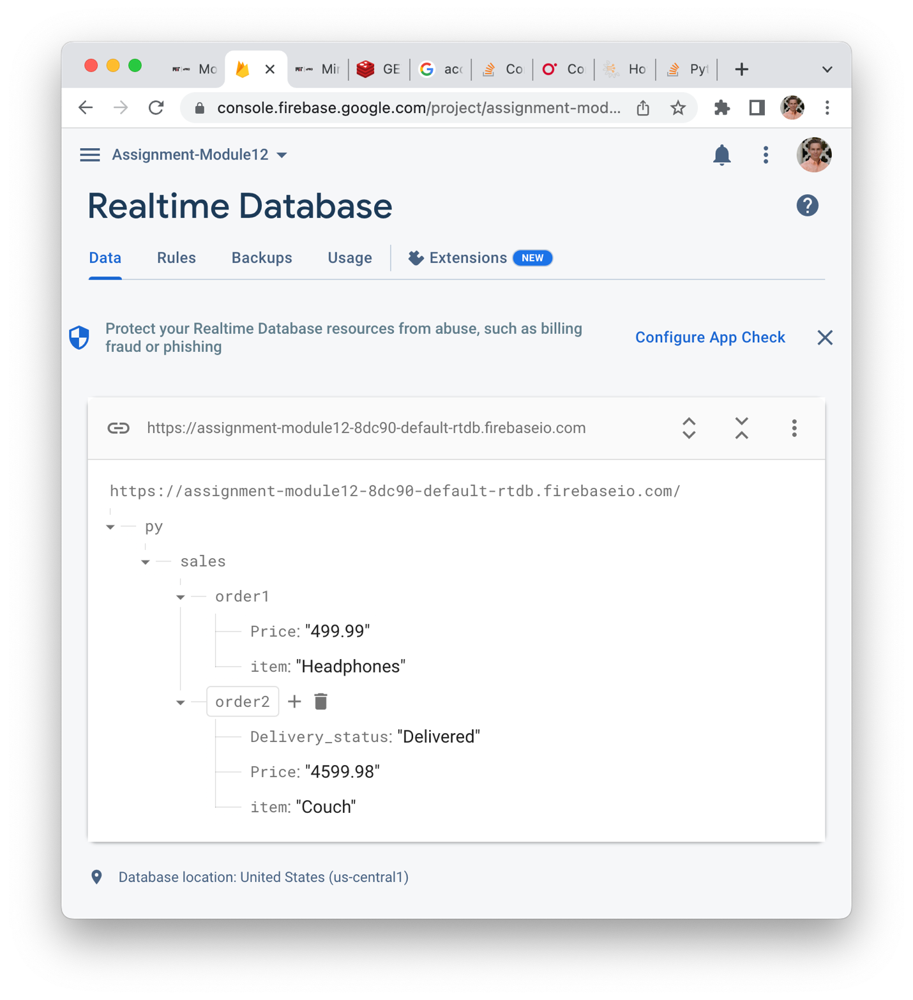 Mo
Mir
GE
acc
Co
Co
Ho
Pyt
console.firebase.google.com/project/assignment-mod...
Assignment-Module12
Realtime Database
?
Data Rules Backups Usage Extensions NEW
Protect your Realtime Database resources from abuse, such as billing
fraud or phishing
Configure App Check
https://assignment-module12-8dc90-default-rtdb.firebaseio.com
https://assignment-module12-8dc90-default-rtdb.firebaseio.com/
py
sales
order1
Price: "499.99"
item: "Headphones"
order2
Delivery_status: "Delivered"
Price: "4599.98"
item: "Couch"
Database location: United States (us-central1)